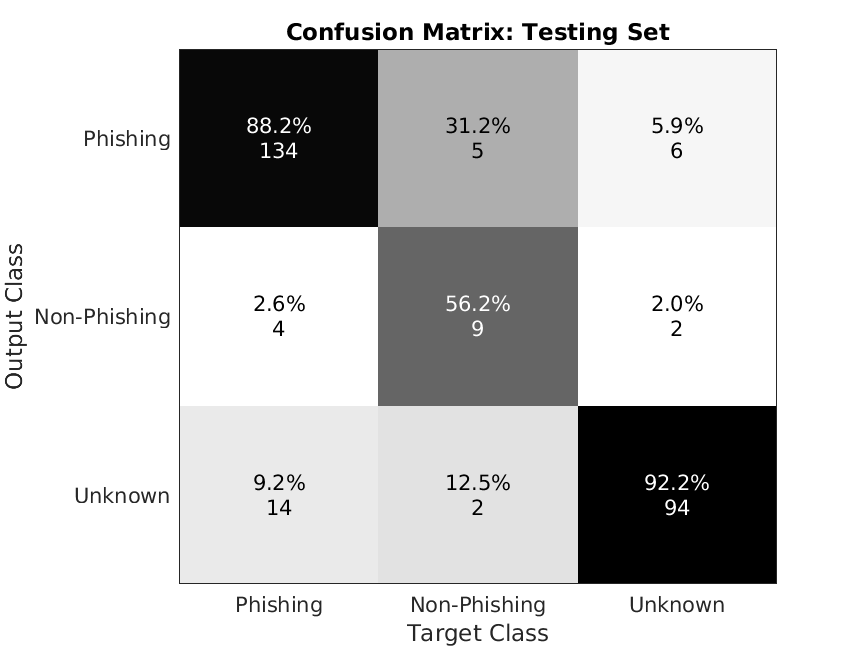 Confusion Matrix: Testing Set
Output Class
Phishing
88.2%
134
31.2%
5
5.9%
6
Non-Phishing
2.6%
4
56.2%
9
2.0%
2
Unknown
9.2%
14
12.5%
2
92.2%
94
Phishing
Non-Phishing
Unknown
Target Class